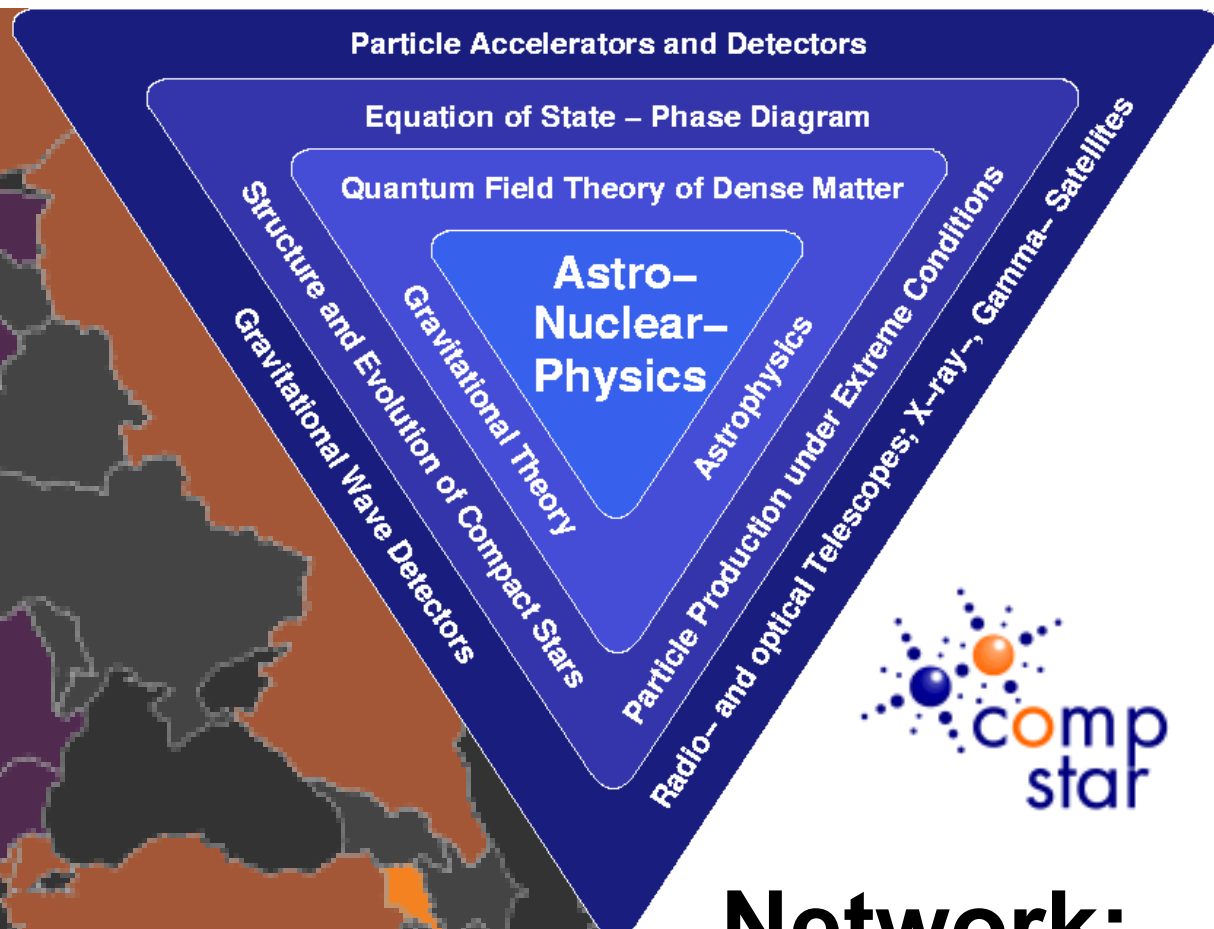 Particle Accelerators and Detectors
Equation of State – Phase Diagram
Quantum Field Theory of Dense Matter
Astro–
Nuclear–
Physics
Gravitational Theory
Astrophysics
Structure and Evolution of Compact Stars
Particle Production under Extreme Conditions
Gravitational Wave Detectors
Radio– and optical Telescopes; X–ray–, Gamma– Satellites
comp
star
Network: